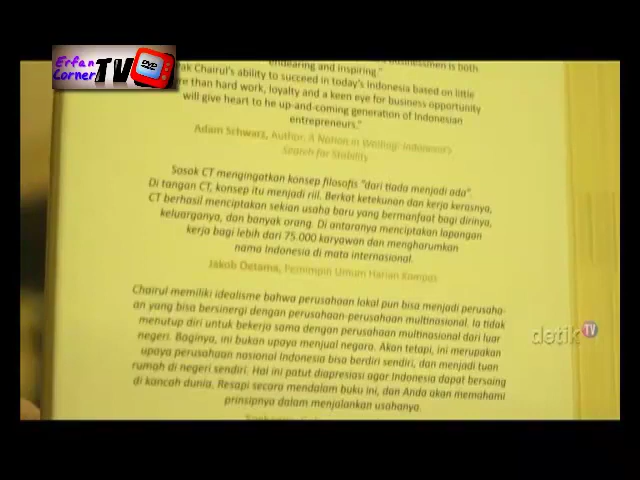 Erfan
Corner
TV
DVD
businessmen is both
endearing and inspiring."
ak Chairul's ability to succeed in today's Indonesia based on little
re than hard work, loyalty and a keen eye for business opportunity
will give heart to he up-and-coming generation of Indonesian
entrepreneurs."
Adam Schwarz, Author, A Nation in Waiting: Indonesia's
Search for Stability
Sosok CT mengingatkan konsep filosofis "dari tiada menjadi ada".
Di tangan CT, konsep itu menjadi riil. Berkat ketekunan dan kerja kerasnya,
CT berhasil menciptakan sekian usaha baru yang bermanfaat bagi dirinya,
keluarganya, dan banyak orang. Di antaranya menciptakan lapangan
kerja bagi lebih dari 75.000 karyawan dan mengharumkan
nama Indonesia di mata internasional.
Jakob Oetama, Pemimpin Umum Harian Kompas
Chairul memiliki idealisme bahwa perusahaan lokal pun bisa menjadi perusaha-
an yang bisa bersinergi dengan perusahaan-perusahaan multinasional. Ia tidak
menutup diri untuk bekerja sama dengan perusahaan multinasional dari luar
negeri. Baginya, ini bukan upaya menjual negara. Akan tetapi, ini merupakan
upaya perusahaan nasional Indonesia bisa berdiri sendiri, dan menjadi tuan
rumah di negeri sendiri. Hal ini patut diapresiasi agar Indonesia dapat bersaing
di kancah dunia. Resapi secara mendalam buku ini, dan Anda akan memahami
prinsipnya dalam menjalankan usahanya.
detik TV